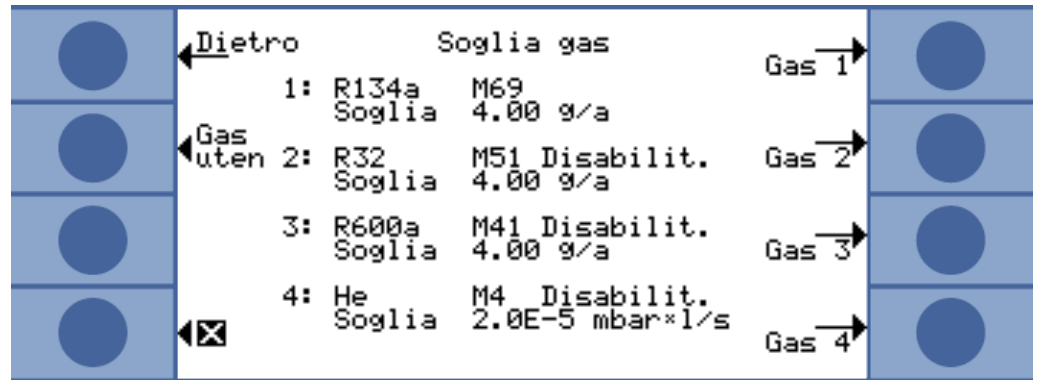 Dietro Soglia gas Gas 1
1: R134a M69
Soglia 4.00 g/a
Gas
uten 2: R32 M51 Disabilit. Gas 2
Soglia 4.00 g/a
3: R600a M41 Disabilit.
Soglia 4.00 g/a Gas 3
4: He M4 Disabilit.
Soglia 2.0E-5 mbar×l/s
Gas 4